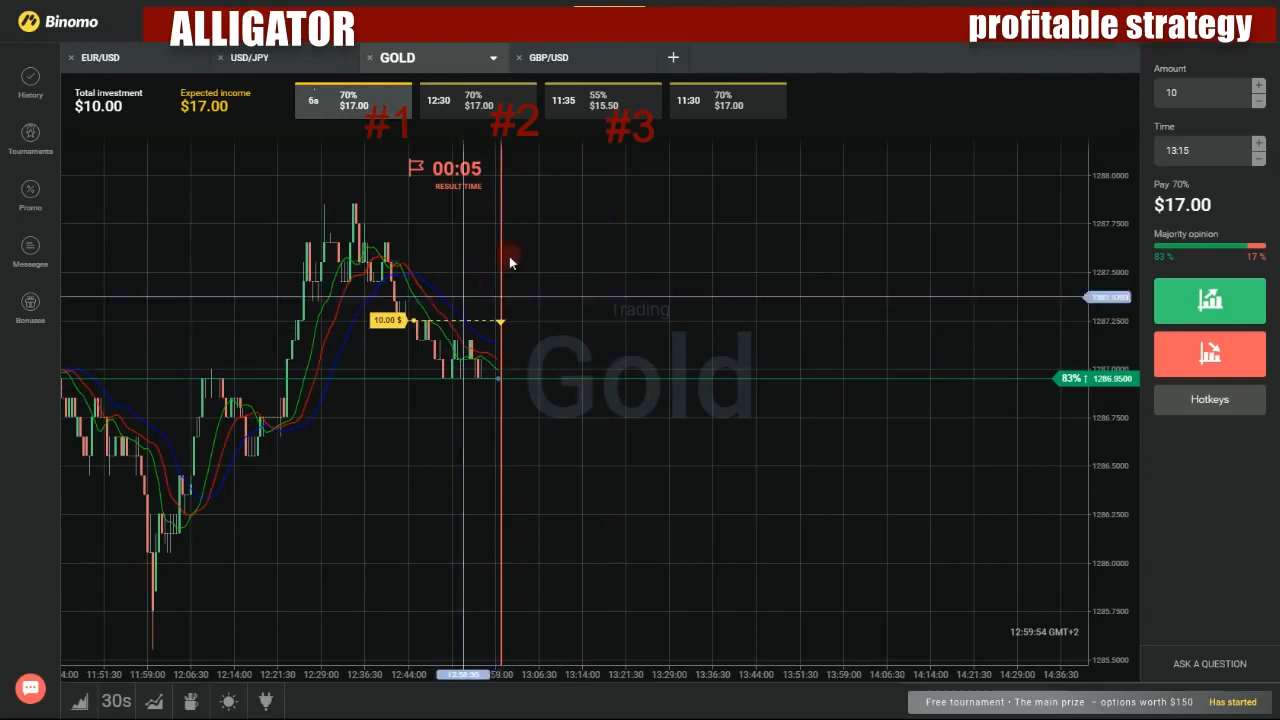 ALLIGATOR
profitable strategy
Binomo
EUR/USD
USD/JPY
GOLD
GBP/USD
Total investment
$10.00
Expected income
$17.00
6s
70%
$17.00
12:30
70%
$17.00
11:35
55%
$15.50
11:30
70%
$17.00
#1
#2
#3
00:05
RESULT TIME
History
Tournaments
Promo
Messages
Bonuses
Amount
10
Time
13:15
Pay 70%
$17.00
Majority opinion
83 %
17 %
Hotkeys
ASK A QUESTION
10.00 $
Trading
Gold
1288.0000
1287.7500
1287.5000
1287.2500
1287.0000
83% ↑ 1286.9500
1286.7500
1286.5000
1286.2500
1286.0000
1285.7500
1285.5000
12:59:54 GMT+2
4:00 11:51:30 11:59:00 12:06:30 12:14:00 12:21:30 12:29:00 12:36:30 12:44:00 :59:00 13:06:30 13:14:00 13:21:30 13:29:00 13:36:30 13:44:00 13:51:30 13:59:00 14:06:30 14:14:00 14:21:30 14:29:00 14:36:30
30s
Free tournament • The main prize – options worth $150 Has started